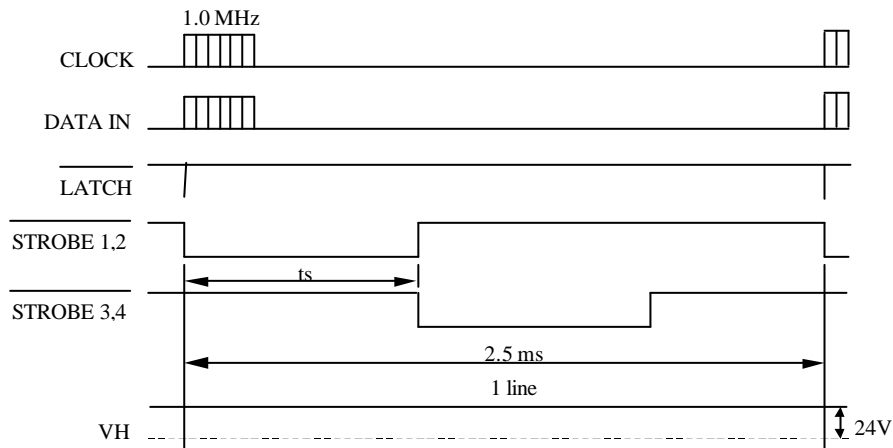 1.0 MHz
CLOCK
DATA IN
LATCH
STROBE 1,2
ts
STROBE 3,4
2.5 ms
1 line
VH
24V